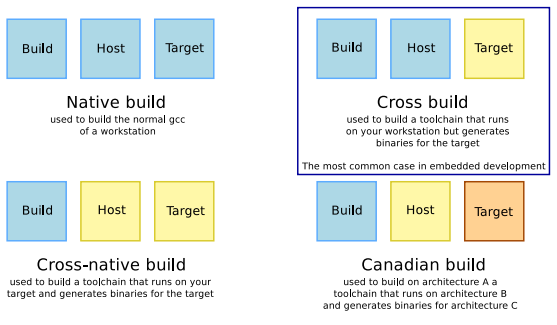 Build Host Target
Native build
used to build the normal gcc
of a workstation
Build Host Target
Cross build
used to build a toolchain that runs
on your workstation but generates
binaries for the target
The most common case in embedded development
Build Host Target
Cross-native build
used to build a toolchain that runs on your
target and generates binaries for the target
Build Host Target
Canadian build
used to build on architecture A a
toolchain that runs on architecture B
and generates binaries for architecture C